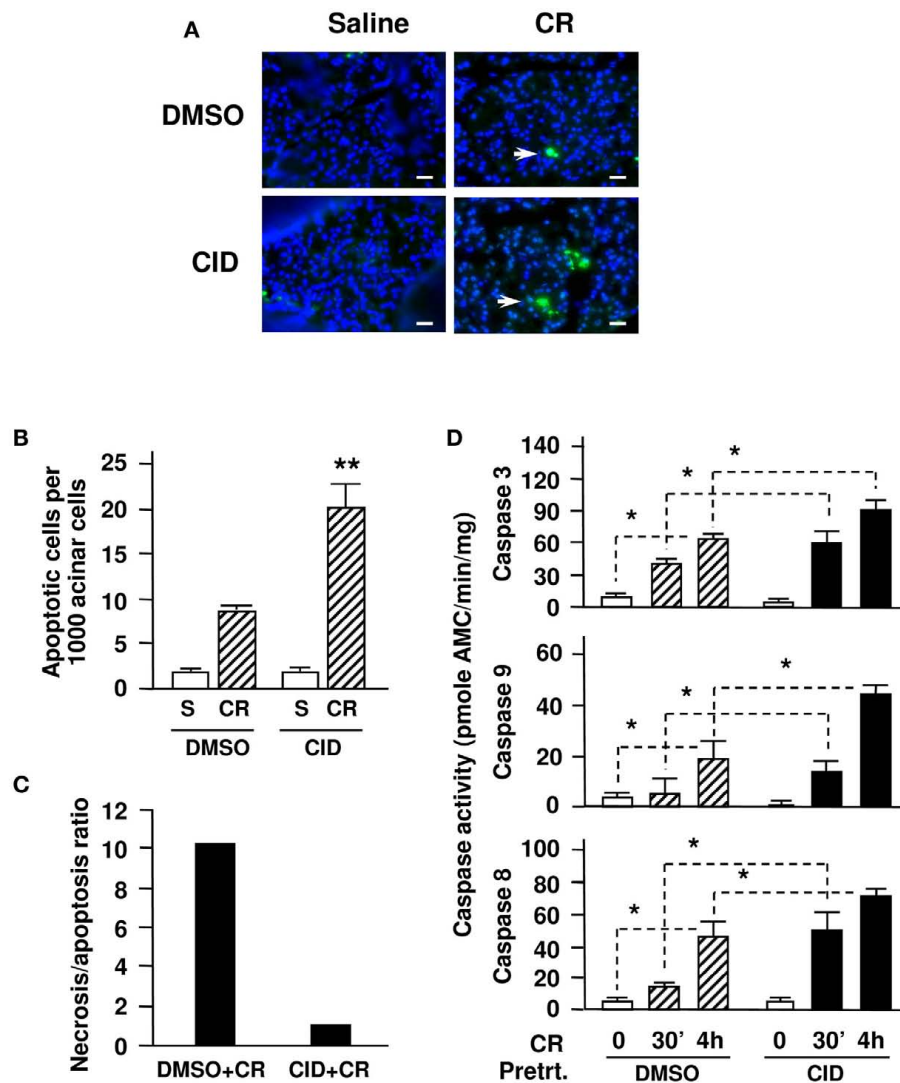 A
Saline CR
DMSO
CID
B
Apoptotic cells per
1000 acinar cells
25
20
15
10
5
0
**
S CR S CR
DMSO CID
C
Necrosis/apoptosis ratio
12
10
8
6
4
2
0
DMSO+CR CID+CR
D
Caspase activity (pmole AMC/min/mg)
Caspase 3
140
120
90
60
30
0
* * *
Caspase 9
60
40
20
0
* * *
Caspase 8
100
80
60
40
20
0
* * *
CR 0 30' 4h 0 30' 4h
Pretrt. DMSO CID